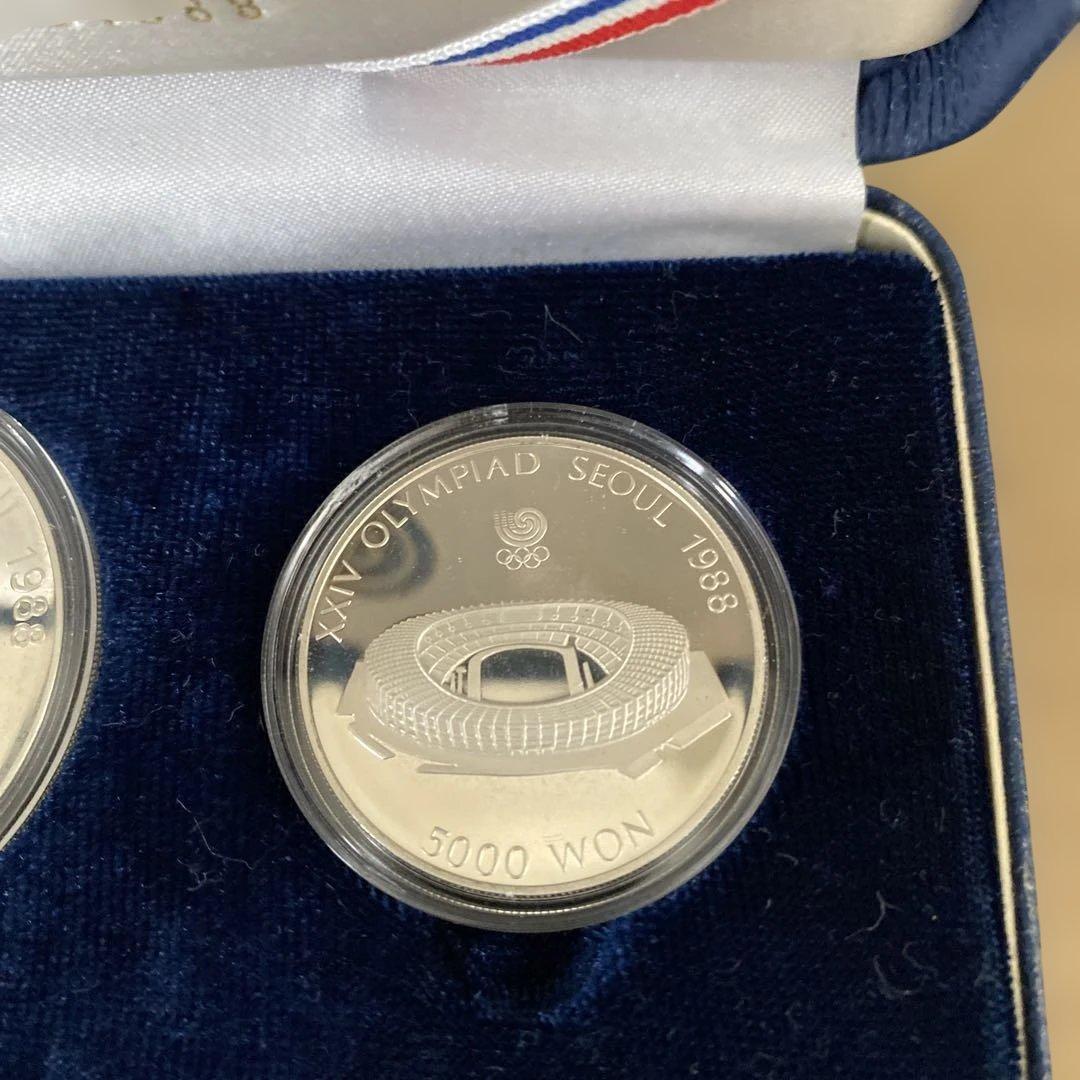 XXIV OLYMPIAD SEOUL 1988
5000 WON
1988